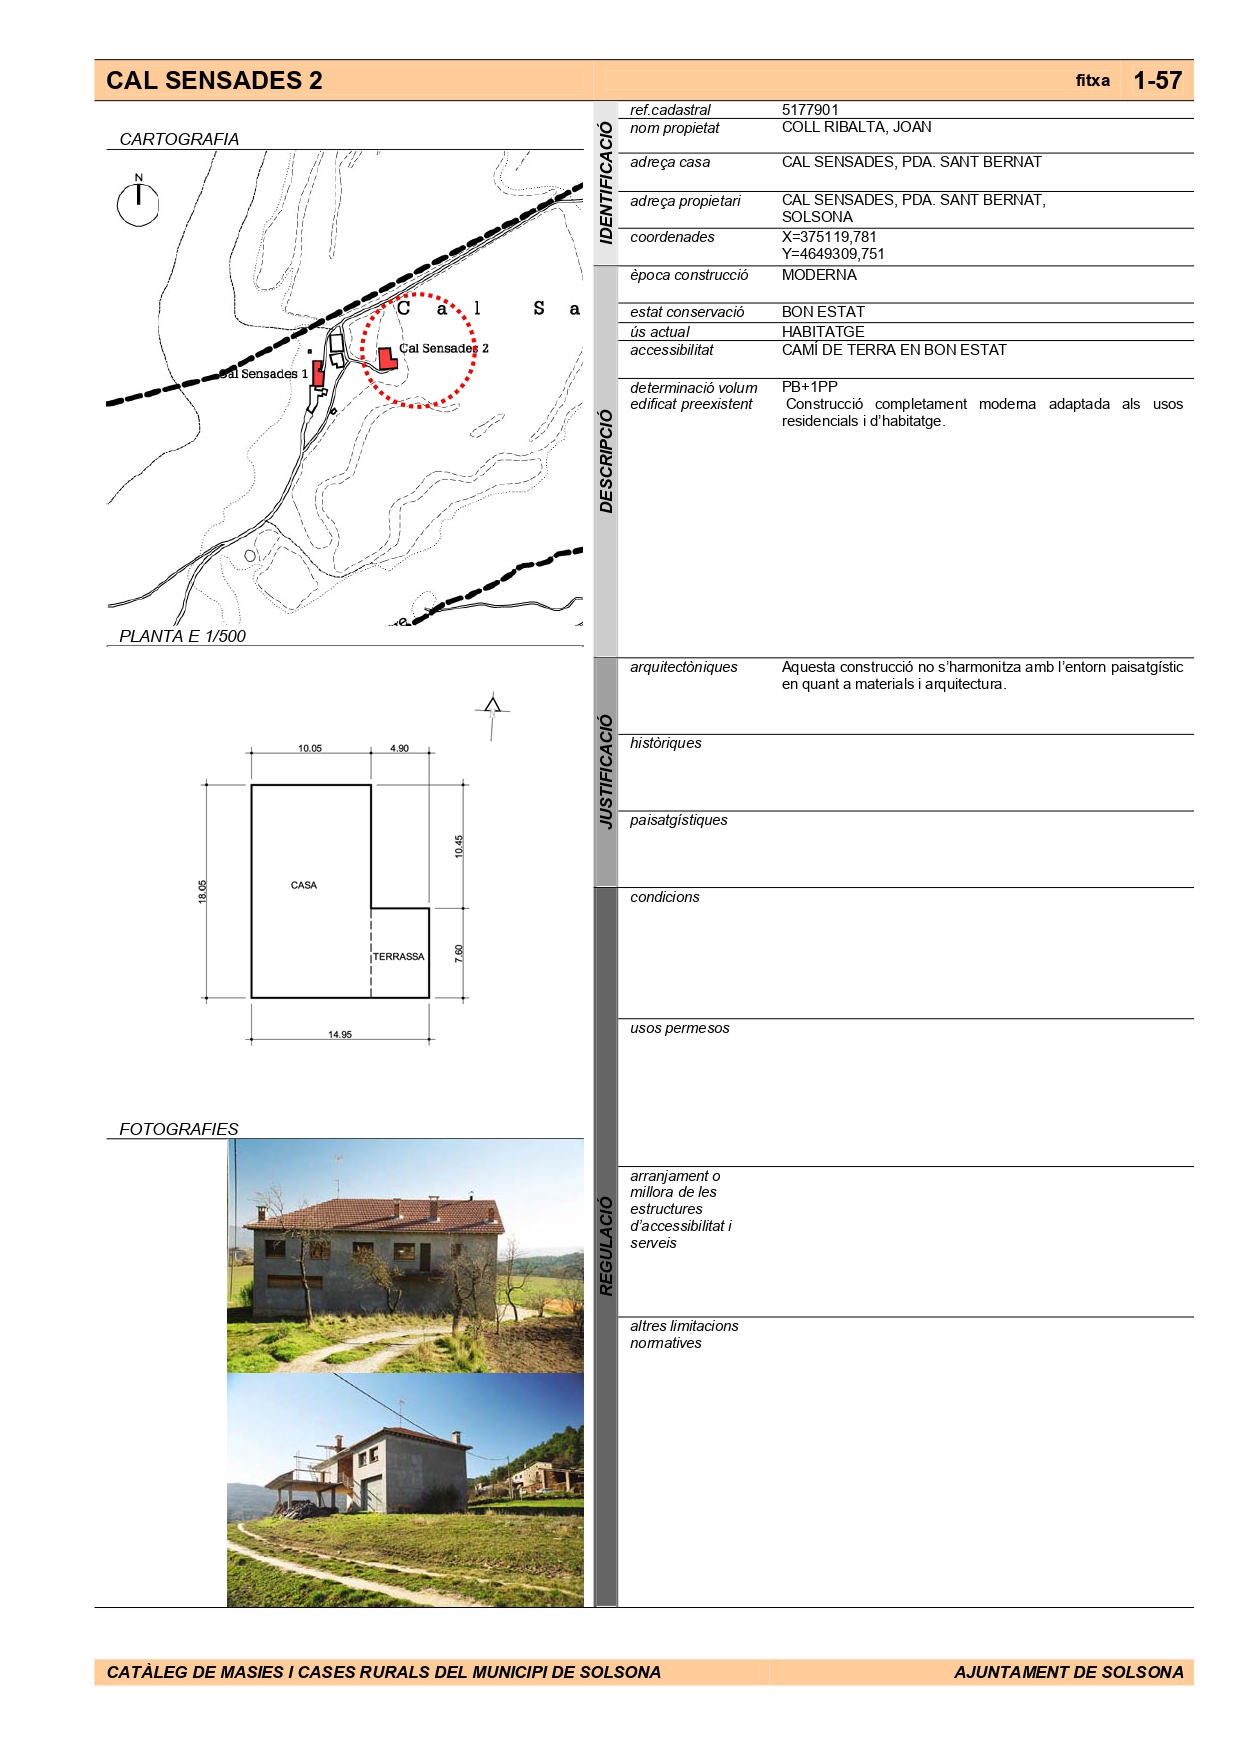 CAL SENSADES 2
fitxa 1-57
CARTOGRAFIA
N
C a l S a
Cal Sensades 2
Cal Sensades 1
e
PLANTA E 1/500
10.05 4.90
10.45
18.05
CASA
TERRASSA
7.60
14.95
FOTOGRAFIES
IDENTIFICACIÓ
ref.cadastral 5177901
nom propietat COLL RIBALTA, JOAN
adreça casa CAL SENSADES, PDA. SANT BERNAT
adreça propietari CAL SENSADES, PDA. SANT BERNAT,
SOLSONA
coordenades X=375119,781
Y=4649309,751
DESCRIPCIÓ
època construcció MODERNA
estat conservació BON ESTAT
ús actual HABITATGE
accessibilitat CAMÍ DE TERRA EN BON ESTAT
determinació volum PB+1PP
edificat preexistent Construcció completament moderna adaptada als usos
residencials i d’habitatge.
JUSTIFICACIÓ
arquitectòniques Aquesta construcció no s’harmonitza amb l’entorn paisatgístic
en quant a materials i arquitectura.
històriques
paisatgístiques
REGULACIÓ
condicions
usos permesos
arranjament o
millora de les
estructures
d’accessibilitat i
serveis
altres limitacions
normatives
CATÀLEG DE MASIES I CASES RURALS DEL MUNICIPI DE SOLSONA AJUNTAMENT DE SOLSONA